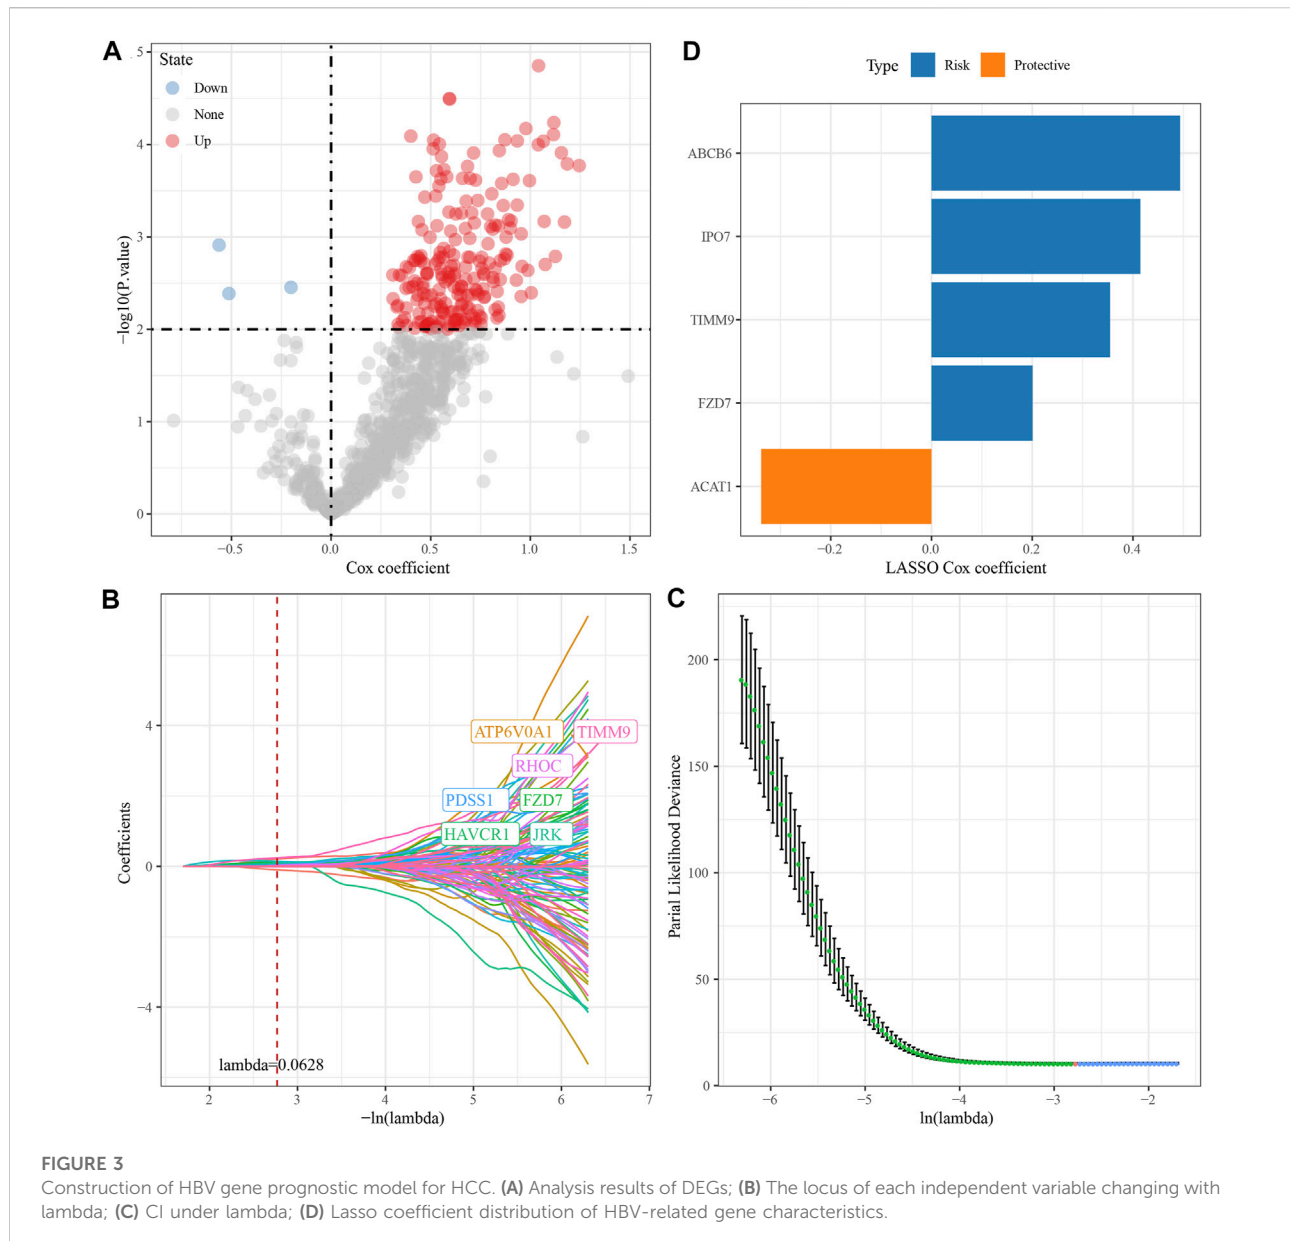 A
State
Down
None
Up
5
4
3
2
1
0
−log10(P.value)
−0.5
0.0
0.5
1.0
1.5
Cox coefficient
D
Type
Risk
Protective
ABCB6
IPO7
TIMM9
FZD7
ACAT1
−0.2
0.0
0.2
0.4
LASSO Cox coefficient
B
4
0
−4
Coefficients
ATP6V0A1
TIMM9
RHOC
PDSS1
FZD7
HAVCR1
JRK
lambda=0.0628
2
3
4
5
6
7
−ln(lambda)
C
200
150
100
50
0
Parial Likelihood Deviance
−6
−5
−4
−3
−2
ln(lambda)
FIGURE 3
Construction of HBV gene prognostic model for HCC. (A) Analysis results of DEGs; (B) The locus of each independent variable changing with
lambda; (C) CI under lambda; (D) Lasso coefficient distribution of HBV-related gene characteristics.